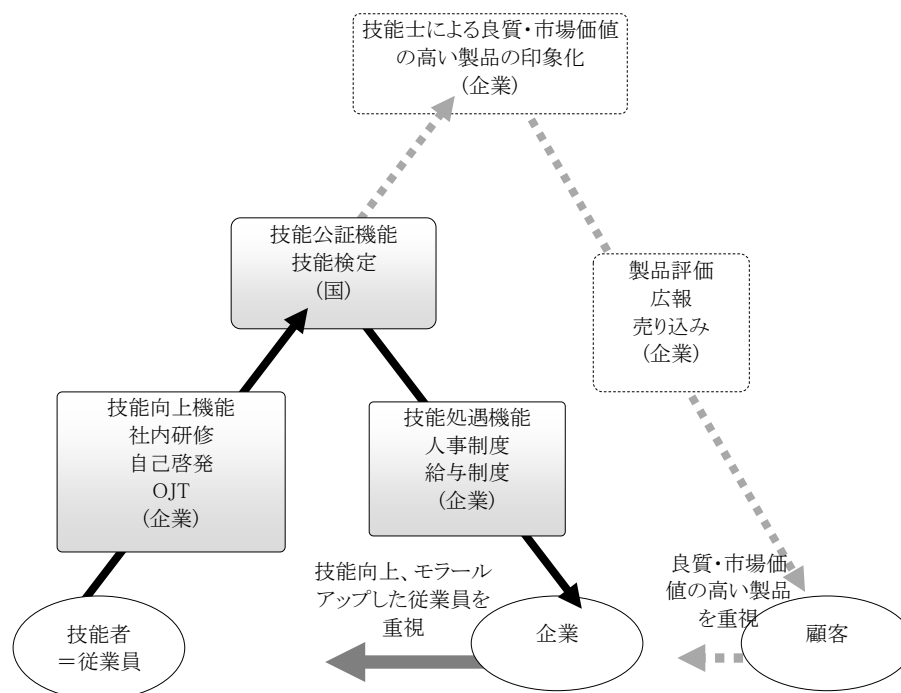 技能士による良質・市場価値
の高い製品の印象化
(企業)
技能公証機能
技能検定
(国)
製品評価
広報
売り込み
(企業)
技能向上機能
社内研修
自己啓発
OJT
(企業)
技能処遇機能
人事制度
給与制度
(企業)
技能向上、モラール
アップした従業員を
重視
良質・市場価
値の高い製品
を重視
技能者
＝従業員
企業
顧客